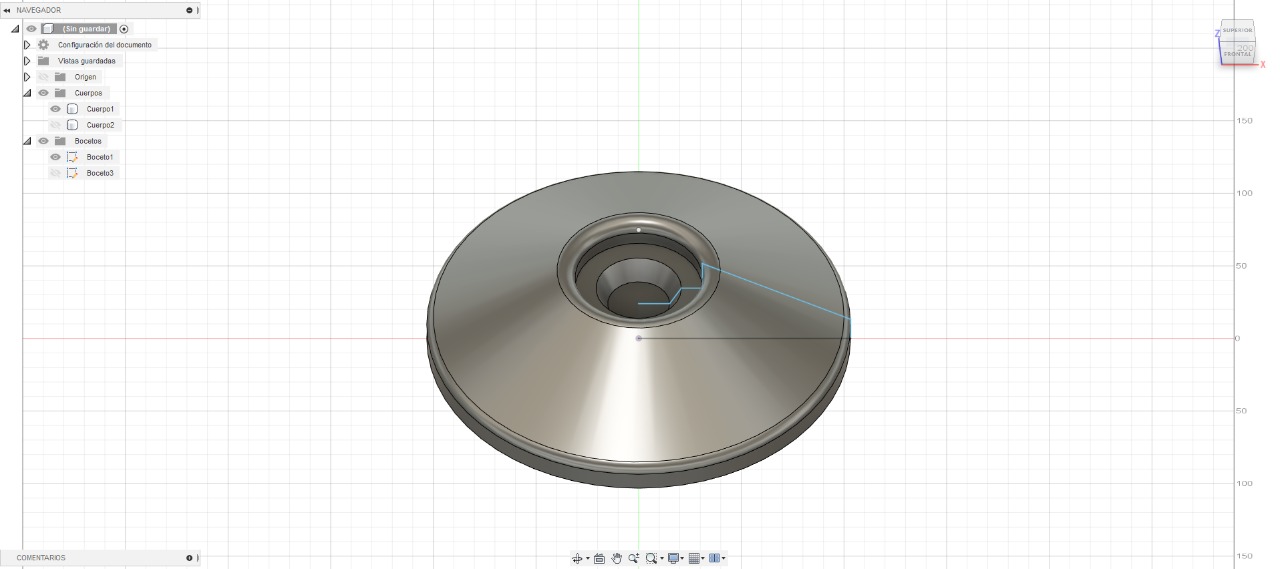 NAVEGADOR
(Sin guardar)
Configuración del documento
Vistas guardadas
Origen
Cuerpos
Cuerpo1
Cuerpo2
Bocetos
Boceto1
Boceto3
SUPERIOR
FRONTAL
Z
X
200
150
100
50
0
50
100
150
COMENTARIOS